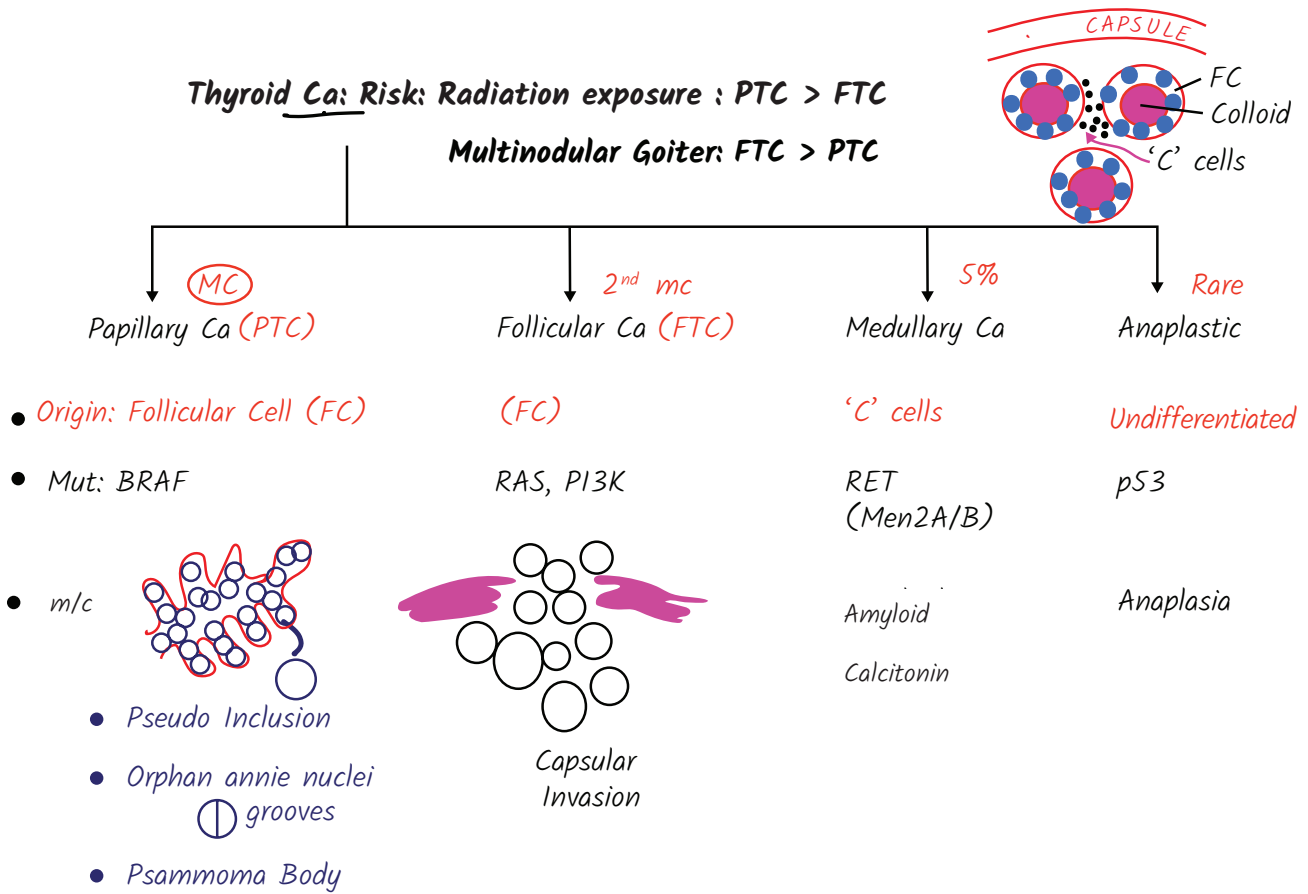 CAPSULE
FC
Colloid
'C' cells
Thyroid Ca: Risk: Radiation exposure : PTC > FTC
Multinodular Goiter: FTC > PTC
MC
2nd mc
5%
Rare
Papillary Ca (PTC)
Follicular Ca (FTC)
Medullary Ca
Anaplastic
• Origin: Follicular Cell (FC)
(FC)
'C' cells
Undifferentiated
• Mut: BRAF
RAS, PI3K
RET
(Men2A/B)
p53
• m/c
Amyloid
Calcitonin
Anaplasia
• Pseudo Inclusion
• Orphan annie nuclei
grooves
• Psammoma Body
Capsular
Invasion